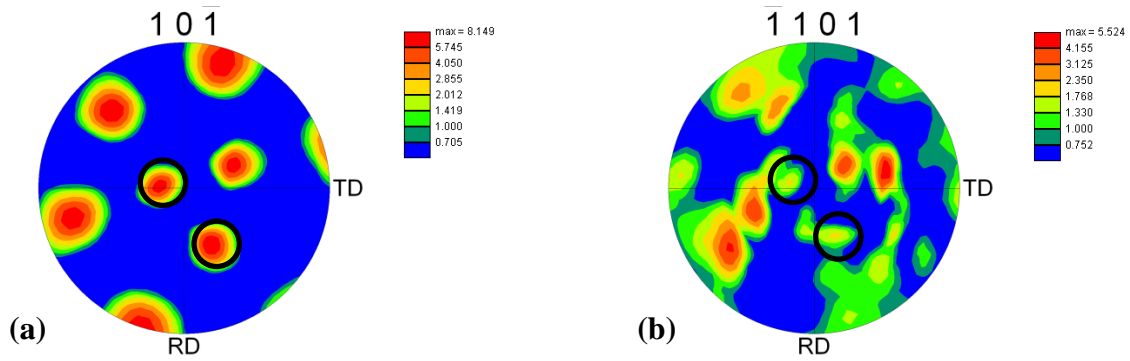 1 0 1̅
max = 8.149
5.745
4.050
2.855
2.012
1.419
1.000
0.705
TD
RD
(a)
1̅ 1 0 1
max = 5.524
4.155
3.125
2.350
1.768
1.330
1.000
0.752
TD
RD
(b)